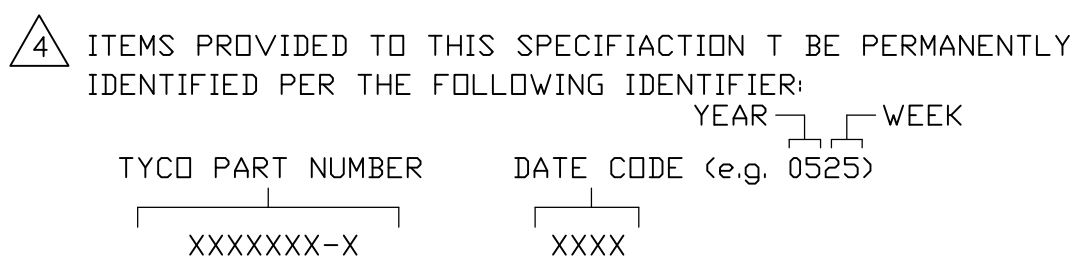 4 ITEMS PROVIDED TO THIS SPECIFIACTION T BE PERMANENTLY
IDENTIFIED PER THE FOLLOWING IDENTIFIER:
YEAR WEEK
TYCO PART NUMBER DATE CODE (e.g. 0525)
XXXXXXX-X XXXX